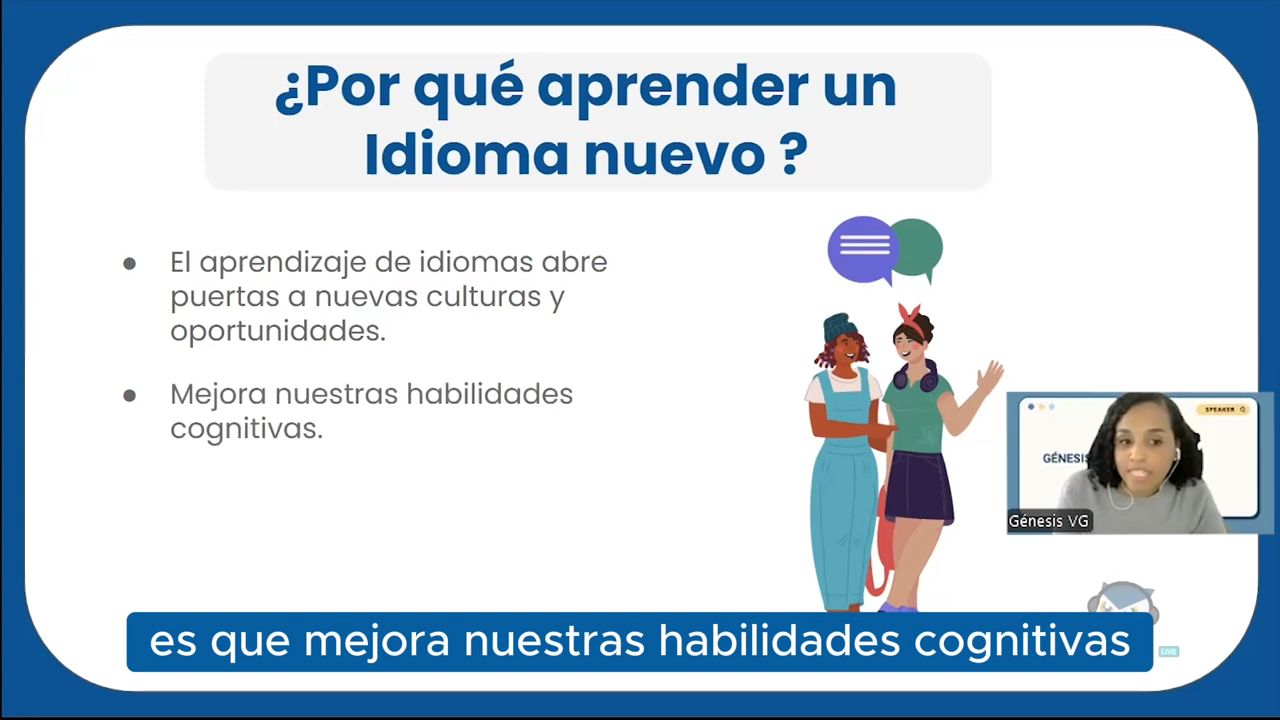 ¿Por qué aprender un
Idioma nuevo ?
● El aprendizaje de idiomas abre
puertas a nuevas culturas y
oportunidades.
● Mejora nuestras habilidades
cognitivas.
SPEAKER
GÉNESIS
Génesis VG
es que mejora nuestras habilidades cognitivas
LIVE